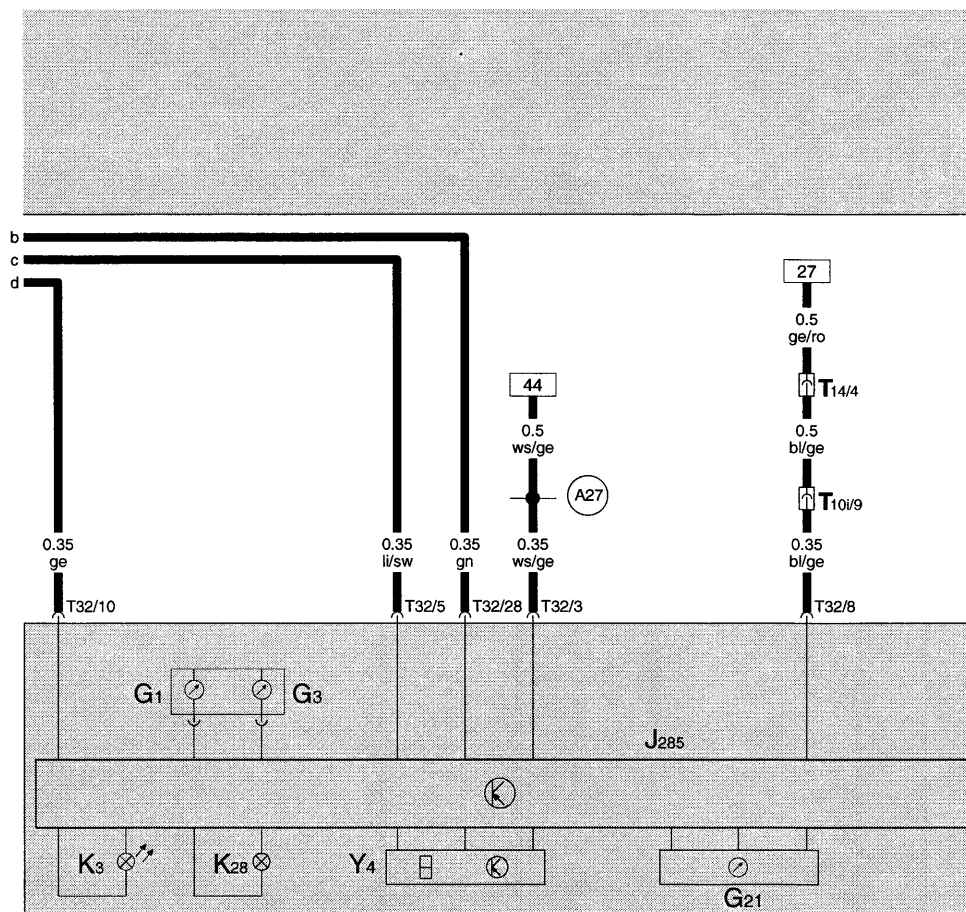 b
c
d
27
0.5
ge/ro
44
T14/4
0.5
ws/ge
0.5
bl/ge
A27
T10i/9
0.35
ge
0.35
li/sw
0.35
gn
0.35
ws/ge
0.35
bl/ge
T32/10
T32/5
T32/28
T32/3
T32/8
G1
G3
J285
K3
K28
Y4
G21